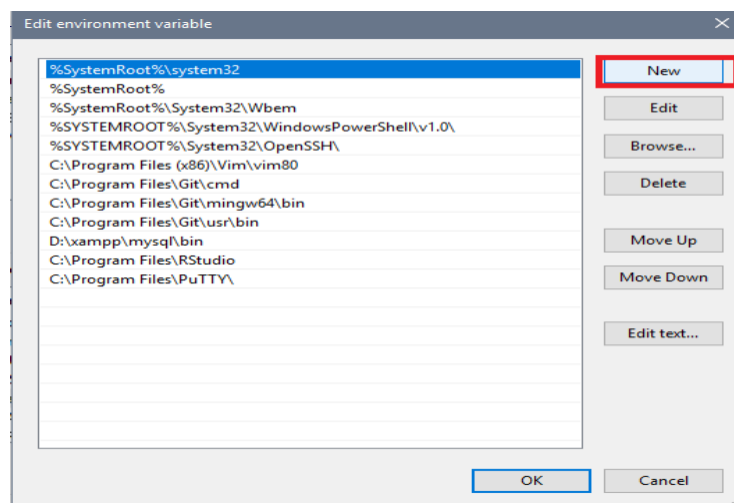 Edit environment variable
%SystemRoot%\system32
%SystemRoot%
%SystemRoot%\System32\Wbem
%SYSTEMROOT%\System32\WindowsPowerShell\v1.0\
%SYSTEMROOT%\System32\OpenSSH\
C:\Program Files (x86)\Vim\vim80
C:\Program Files\Git\cmd
C:\Program Files\Git\mingw64\bin
C:\Program Files\Git\usr\bin
D:\xampp\mysql\bin
C:\Program Files\RStudio
C:\Program Files\PuTTY\
New
Edit
Browse...
Delete
Move Up
Move Down
Edit text...
OK
Cancel